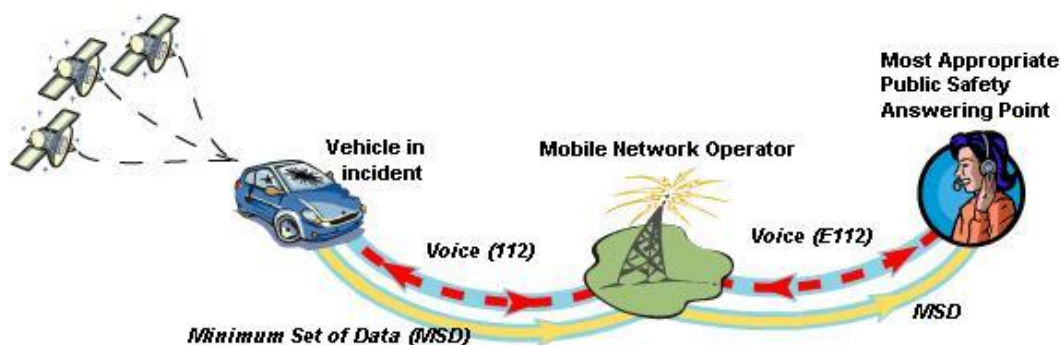 Most Appropriate
Public Safety
Answering Point
Vehicle in
incident
Mobile Network Operator
Voice (112)
Voice (E112)
Minimum Set of Data (MSD)
MSD